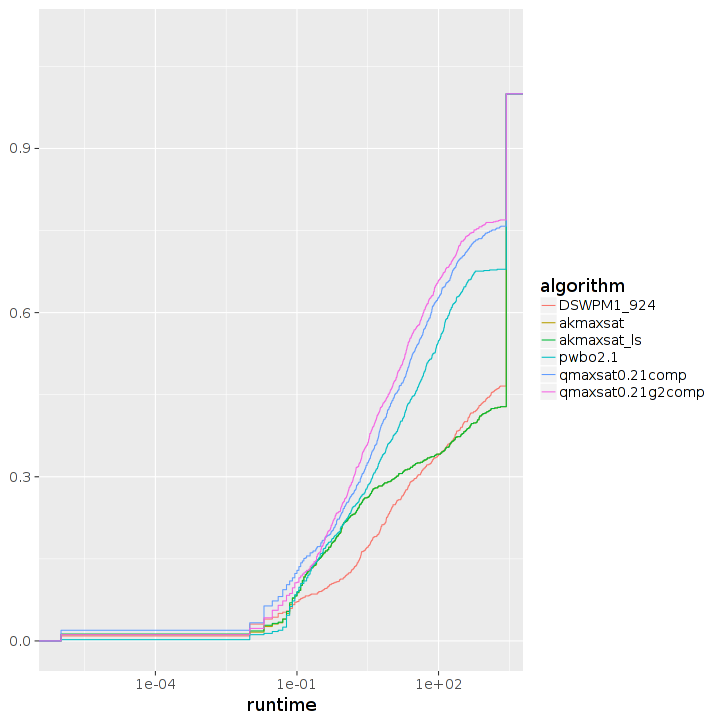 0.9
0.6
0.3
0.0
1e-04
1e-01
1e+02
runtime
algorithm
DSWPM1_924
akmaxsat
akmaxsat_ls
pwbo2.1
qmaxsat0.21comp
qmaxsat0.21g2comp